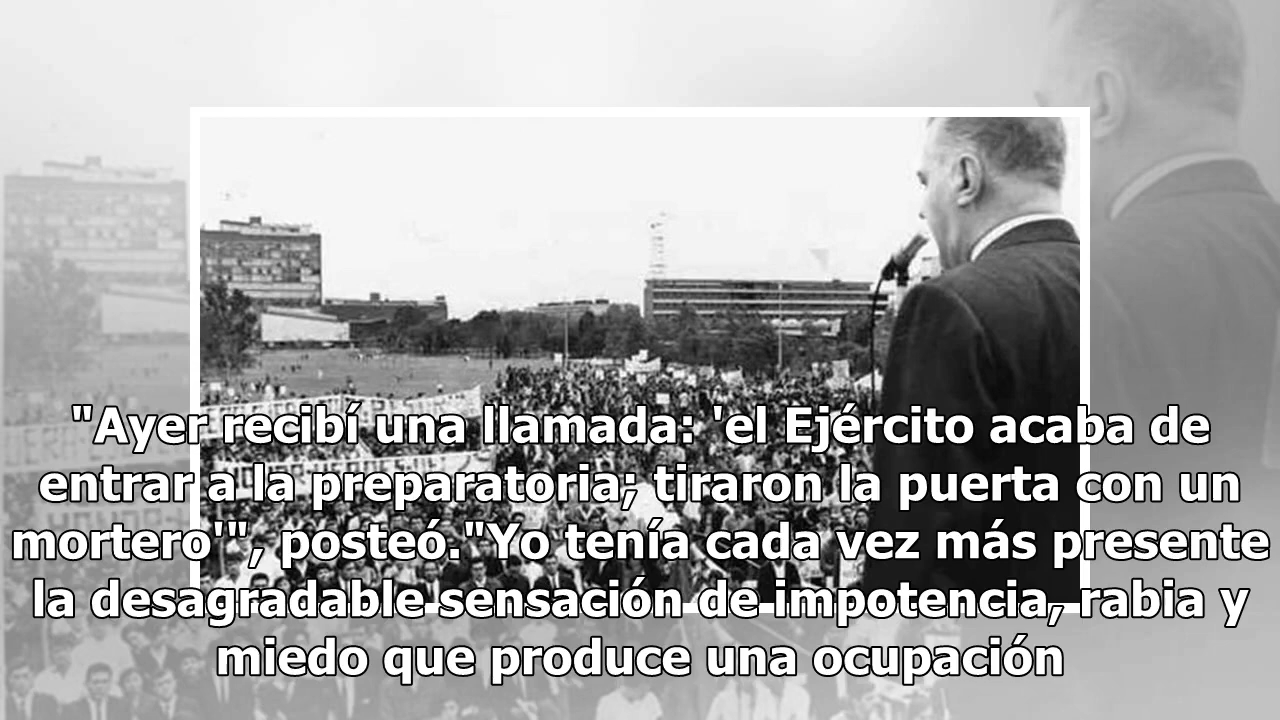 "Ayer recibí una llamada: 'el Ejército acaba de
entrar a la preparatoria; tiraron la puerta con un
mortero'", posteó."Yo tenía cada vez más presente
la desagradable sensación de impotencia, rabia y
miedo que produce una ocupación